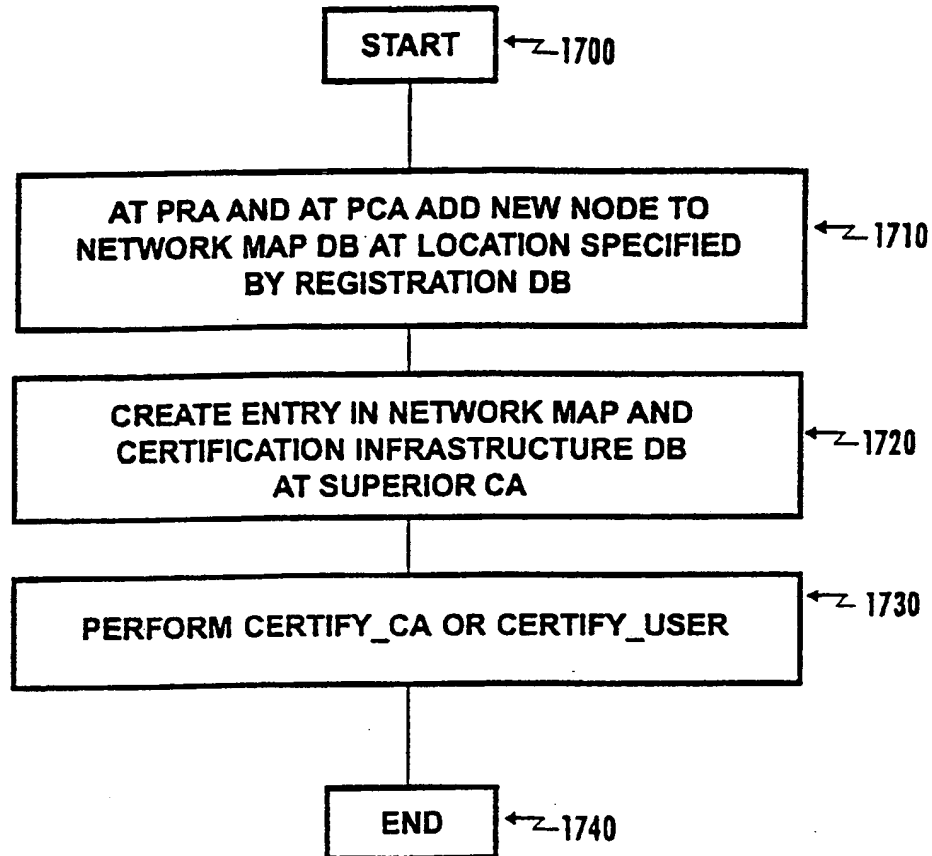 START
1700
AT PRA AND AT PCA ADD NEW NODE TO
NETWORK MAP DB AT LOCATION SPECIFIED
BY REGISTRATION DB
1710
CREATE ENTRY IN NETWORK MAP AND
CERTIFICATION INFRASTRUCTURE DB
AT SUPERIOR CA
1720
PERFORM CERTIFY_CA OR CERTIFY_USER
1730
END
1740